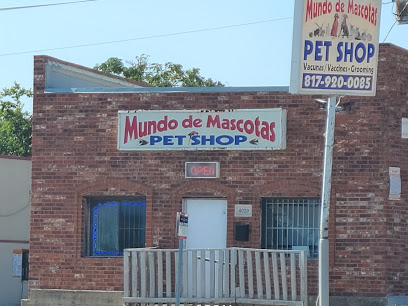 Mundo de Mascotas
PET SHOP
Vacunas / Vaccines • Grooming
817-920-0085
Mundo de Mascotas
PET SHOP
OPEN